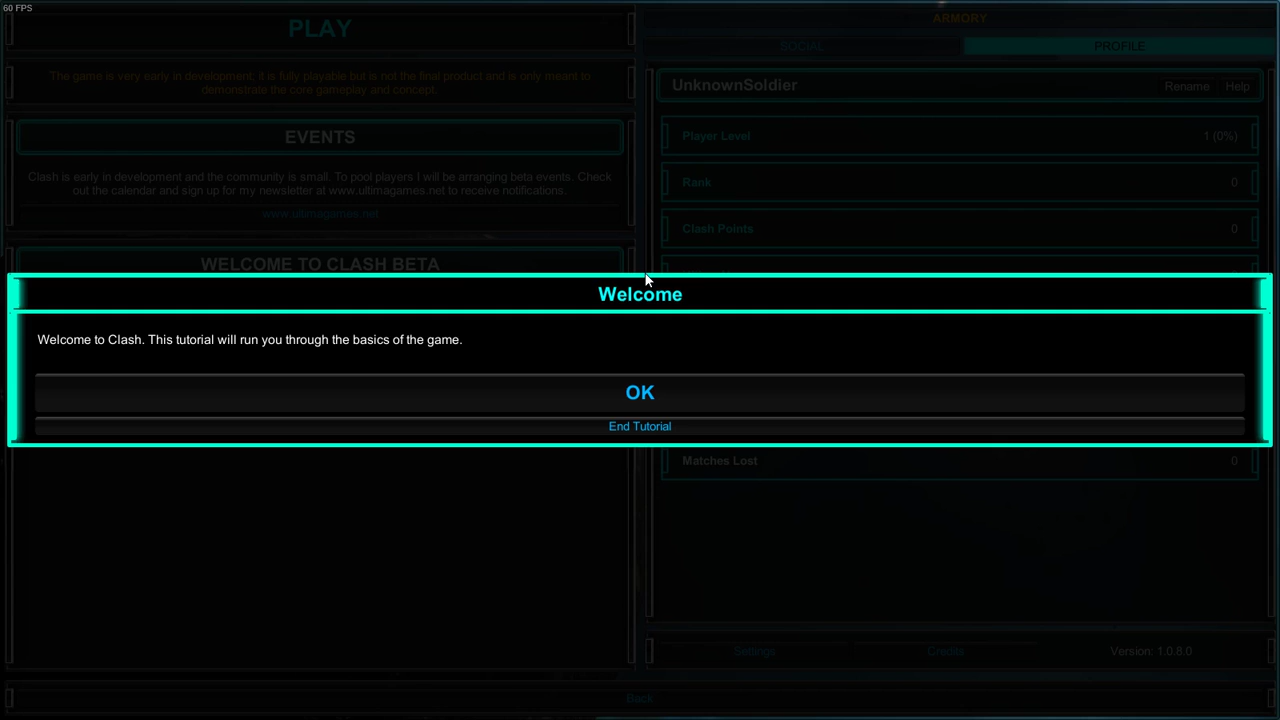 60 FPS
PLAY
The game is very early in development; it is fully playable but is not the final product and is only meant to
demonstrate the core gameplay and concept.
EVENTS
Clash is early in development and the community is small. To pool players I will be arranging beta events. Check
out the calendar and sign up for my newsletter at www.ultimagames.net to receive notifications.
www.ultimagames.net
WELCOME TO CLASH BETA
ARMORY
SOCIAL
PROFILE
UnknownSoldier
Rename
Help
Player Level
1 (0%)
Rank
0
Clash Points
0
Welcome
Welcome to Clash. This tutorial will run you through the basics of the game.
OK
End Tutorial
Matches Lost
0
Settings
Credits
Version: 1.0.8.0
Back